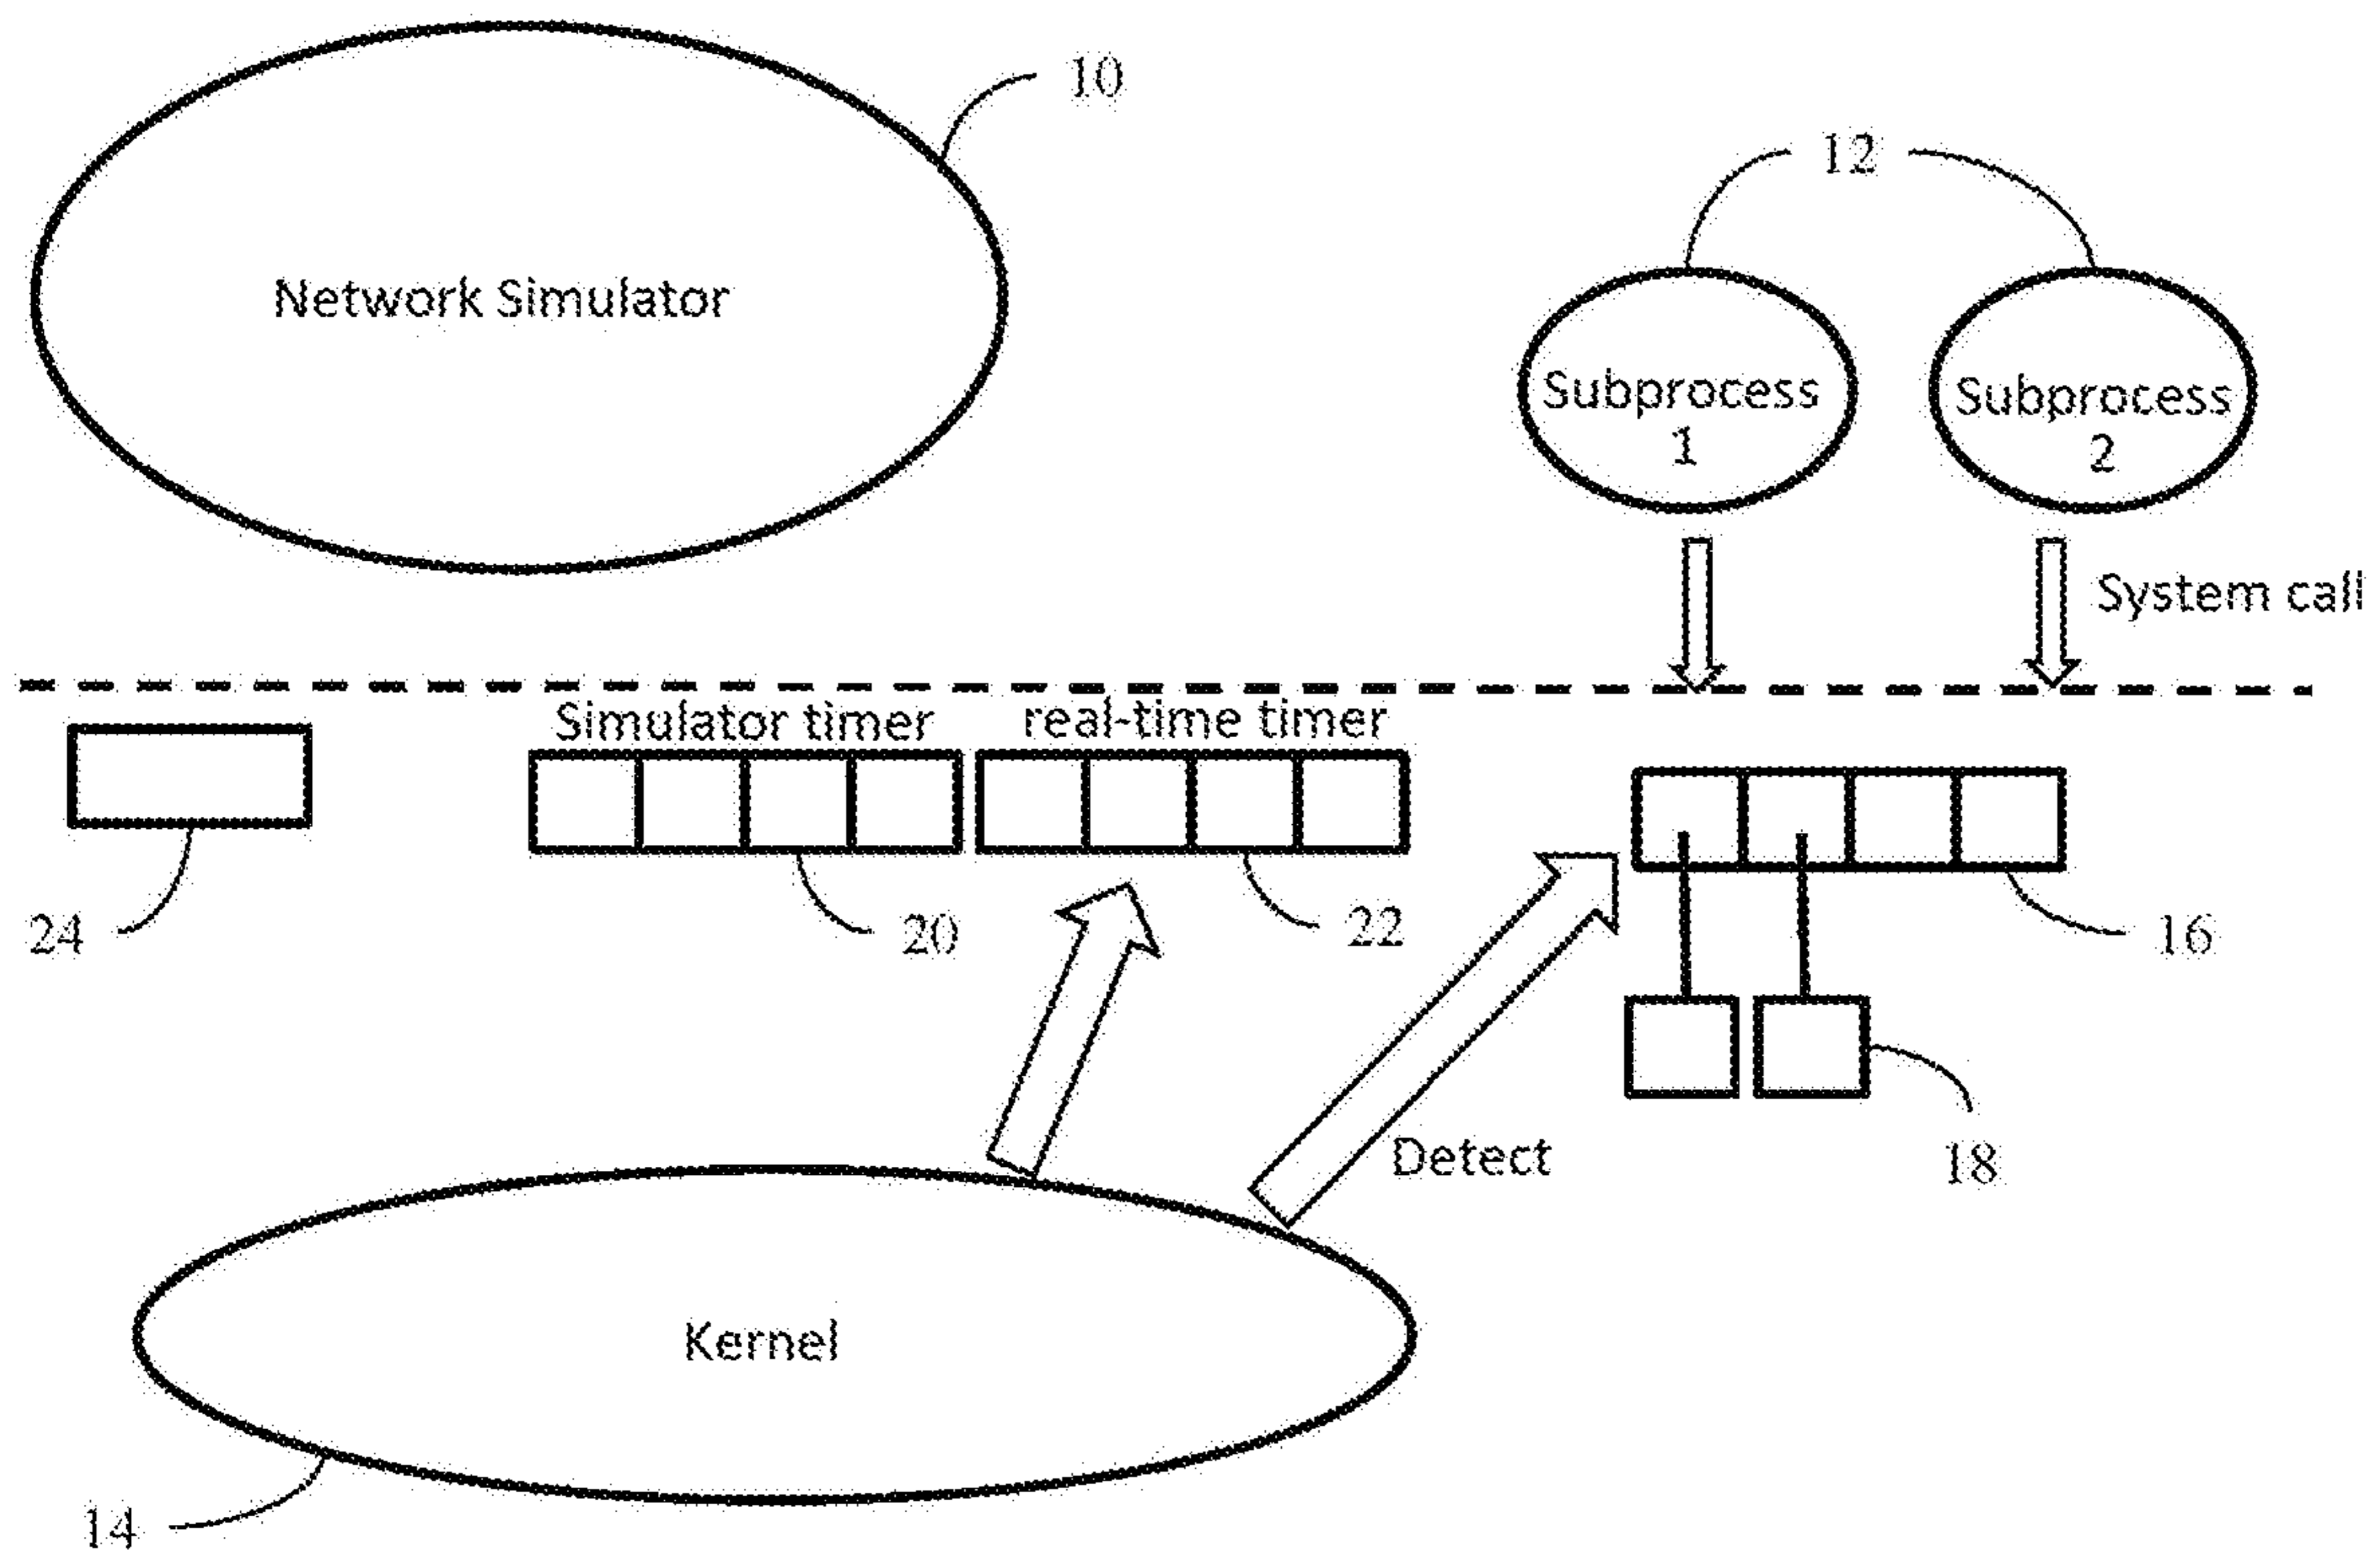 10
12
Network Simulator
Subprocess
1
Subprocess
2
System call
Simulator timer
real-time timer
24
20
22
16
Detect
18
Kernel
14